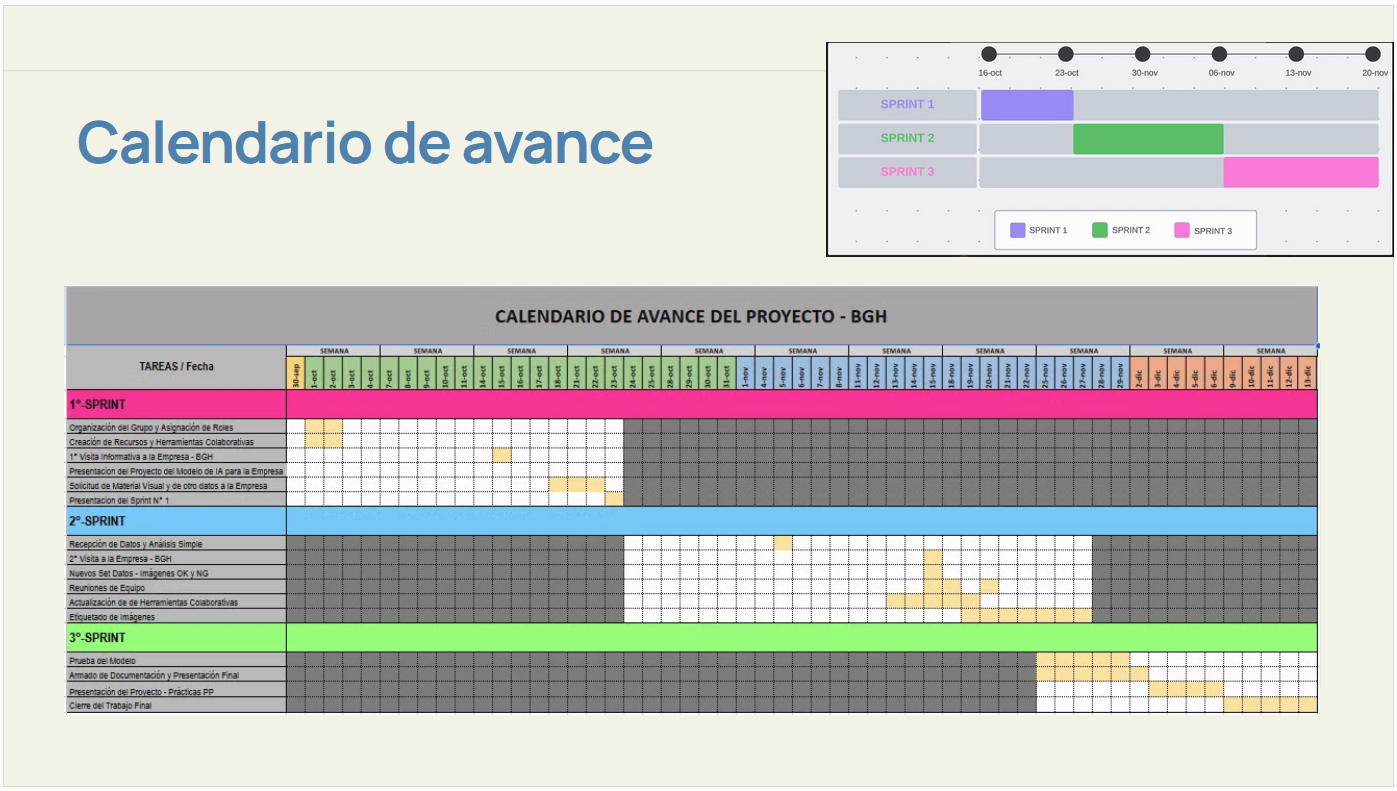 Calendario de avance
16-oct 23-oct 30-nov 06-nov 13-nov 20-nov
SPRINT 1
SPRINT 2
SPRINT 3
SPRINT 1 SPRINT 2 SPRINT 3
CALENDARIO DE AVANCE DEL PROYECTO - BGH
SEMANA SEMANA SEMANA SEMANA SEMANA SEMANA SEMANA SEMANA SEMANA SEMANA SEMANA
TAREAS / Fecha
30-sep 1-oct 2-oct 3-oct 4-oct 7-oct 8-oct 9-oct 10-oct 11-oct 14-oct 15-oct 16-oct 17-oct 18-oct 21-oct 22-oct 23-oct 24-oct 25-oct 28-oct 29-oct 30-oct 31-oct 1-nov 4-nov 5-nov 6-nov 7-nov 8-nov 11-nov 12-nov 13-nov 14-nov 15-nov 18-nov 19-nov 20-nov 21-nov 22-nov 25-nov 26-nov 27-nov 28-nov 29-nov 2-dic 3-dic 4-dic 5-dic 6-dic 9-dic 10-dic 11-dic 12-dic 13-dic
1°-SPRINT
Organización del Grupo y Asignación de Roles
Creación de Recursos y Herramientas Colaborativas
1° Visita Informativa a la Empresa - BGH
Presentacion del Proyecto del Modelo de IA para la Empresa
Solicitud de Material Visual y de otro datos a la Empresa
Presentacion del Sprint N° 1
2°-SPRINT
Recepción de Datos y Análisis Simple
2° Visita a la Empresa - BGH
Nuevos Set Datos - Imágenes OK y NG
Reuniones de Equipo
Actualización de de Herramientas Colaborativas
Etiquetado de Imágenes
3°-SPRINT
Prueba del Modelo
Armado de Documentación y Presentación Final
Presentación del Proyecto - Prácticas PP
Cierre del Trabajo Final